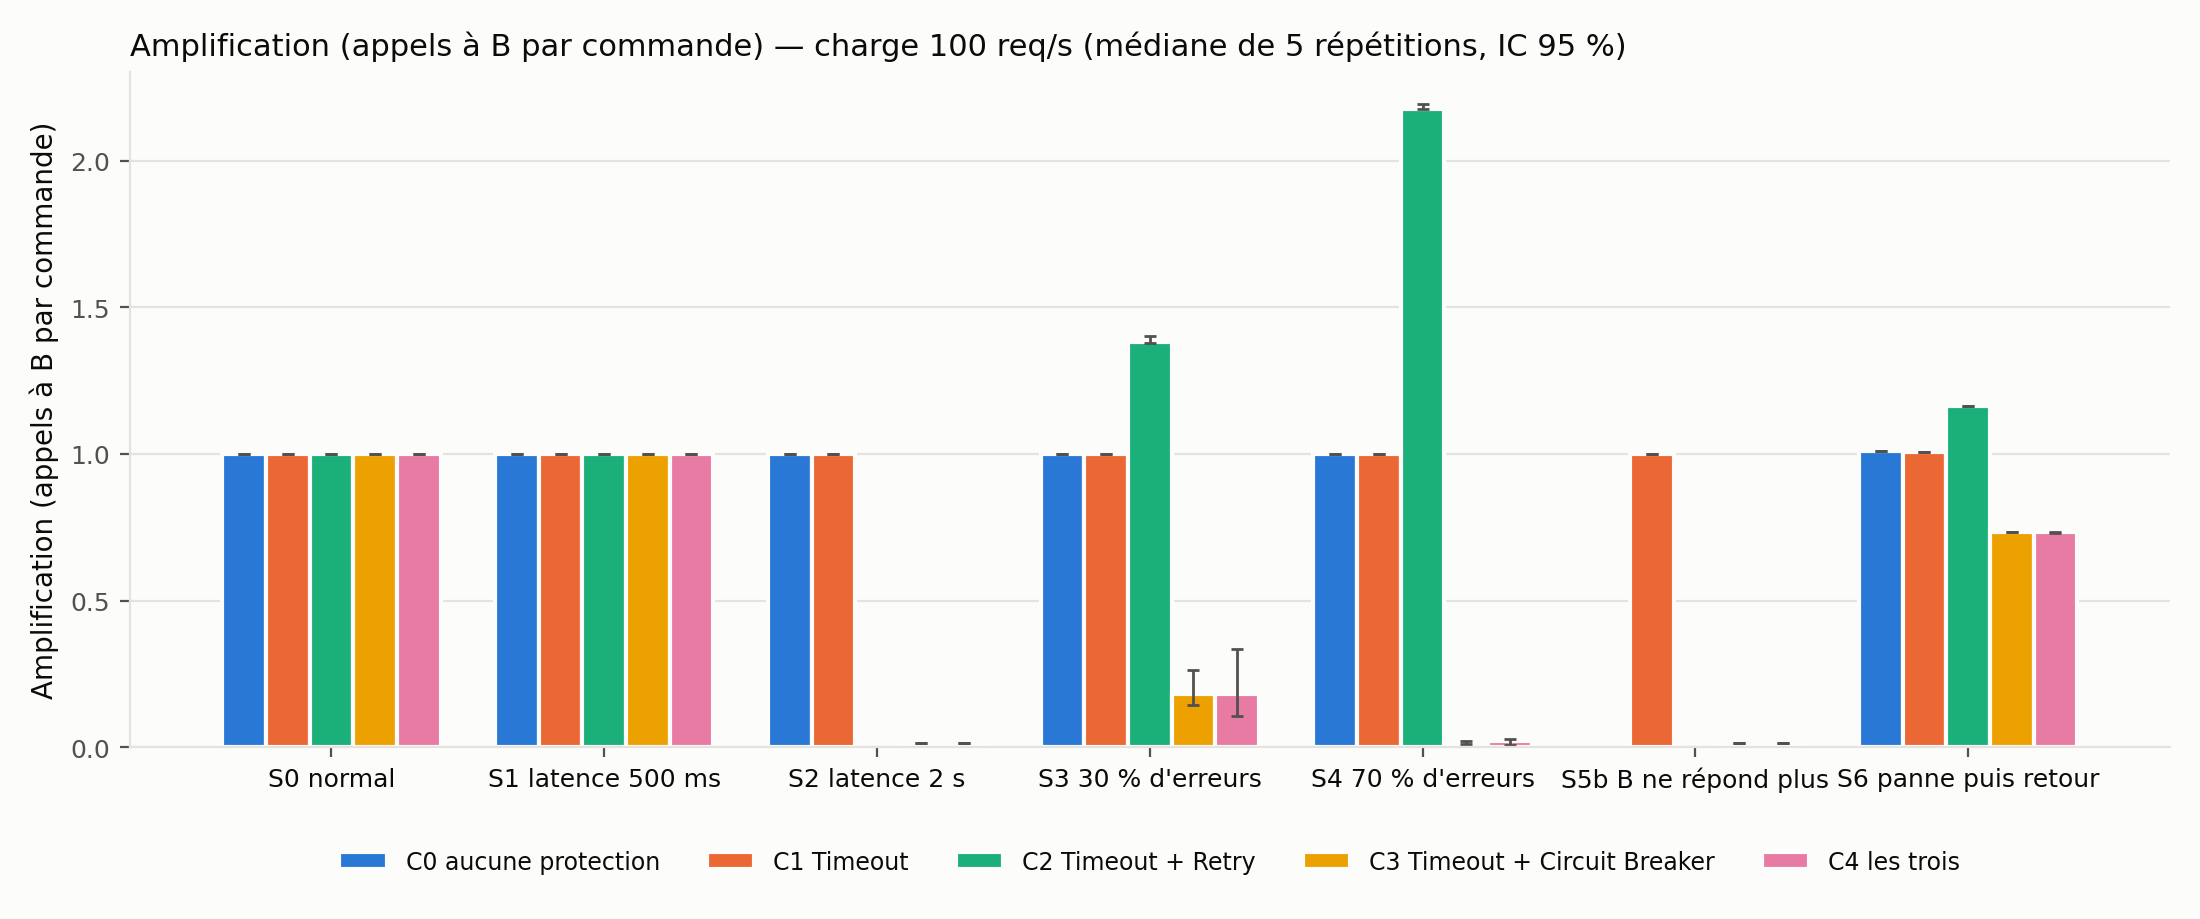 Amplification (appels à B par commande) — charge 100 req/s (médiane de 5 répétitions, IC 95 %)
Amplification (appels à B par commande)
2.0
1.5
1.0
0.5
0.0
S0 normal
S1 latence 500 ms
S2 latence 2 s
S3 30 % d'erreurs
S4 70 % d'erreurs
S5b B ne répond plus
S6 panne puis retour
C0 aucune protection
C1 Timeout
C2 Timeout + Retry
C3 Timeout + Circuit Breaker
C4 les trois